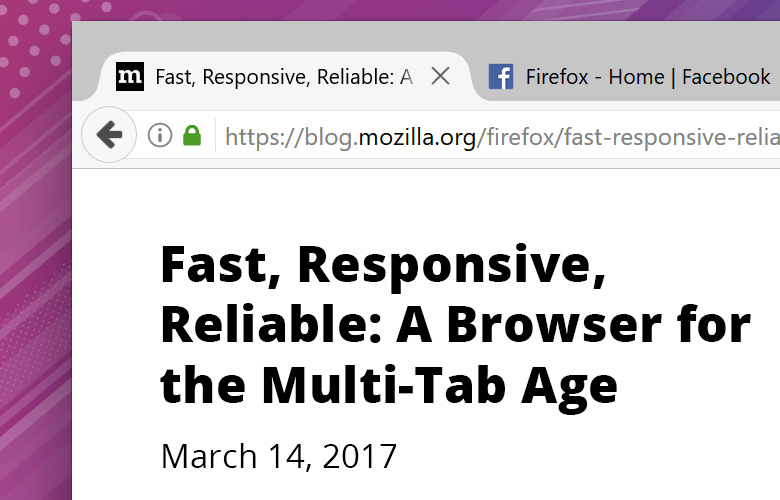 m Fast, Responsive, Reliable: A
f Firefox - Home | Facebook
https://blog.mozilla.org/firefox/fast-responsive-relia
Fast, Responsive,
Reliable: A Browser for
the Multi-Tab Age
March 14, 2017